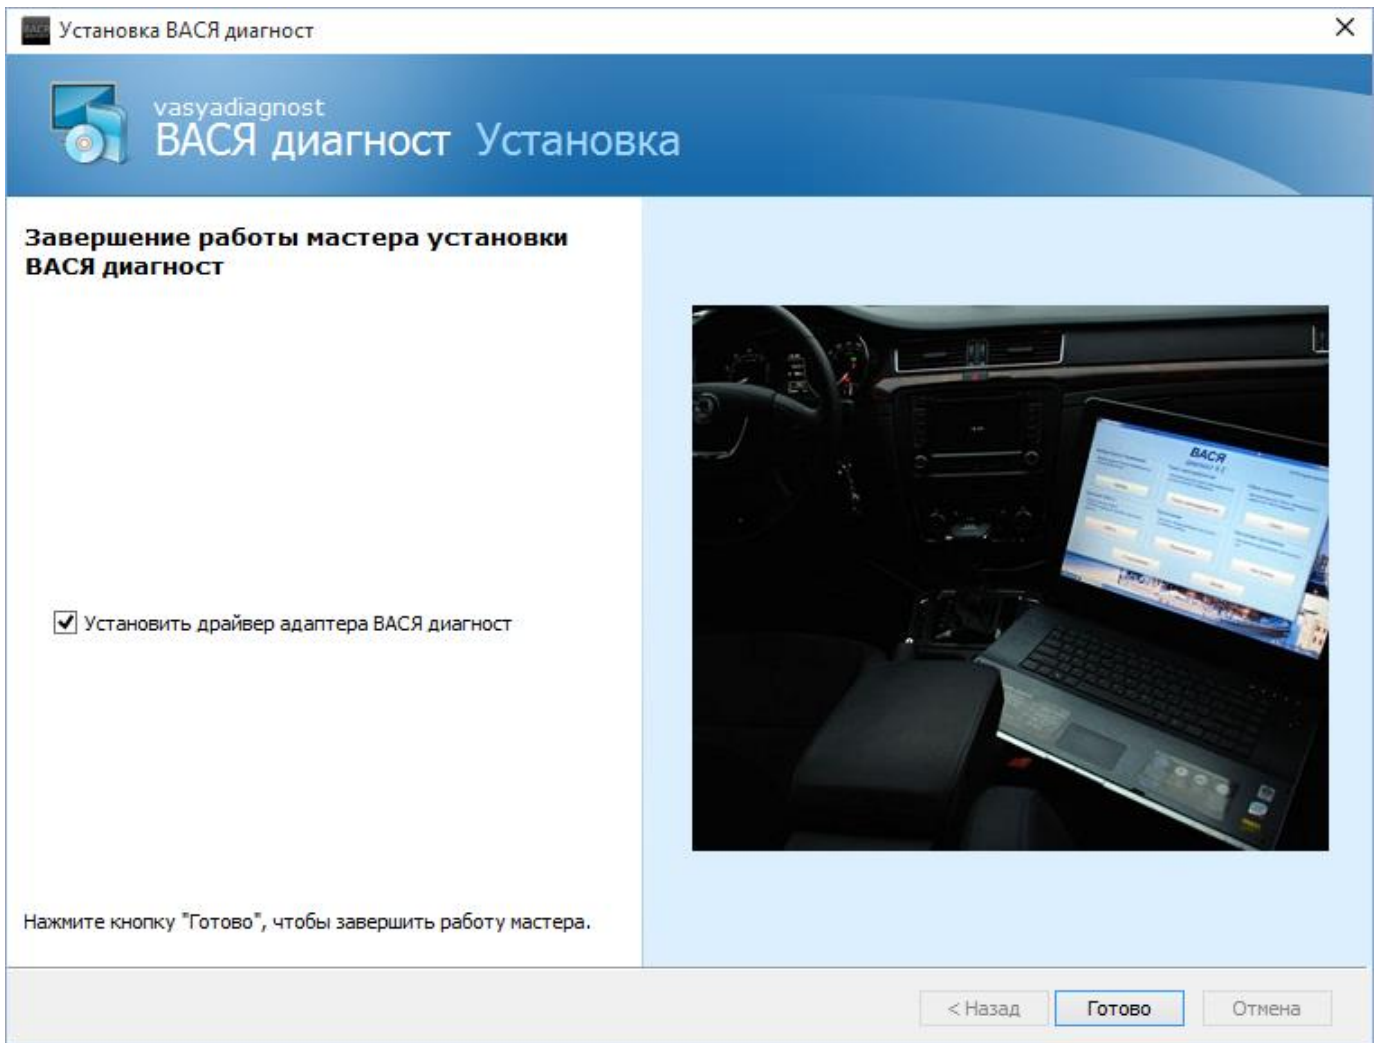 Установка ВАСЯ диагност
vasyadiagnost
ВАСЯ диагност Установка
Завершение работы мастера установки
ВАСЯ диагност
ВАСЯ
Установить драйвер адаптера ВАСЯ диагност
Нажмите кнопку "Готово", чтобы завершить работу мастера.
< Назад
Готово
Отмена